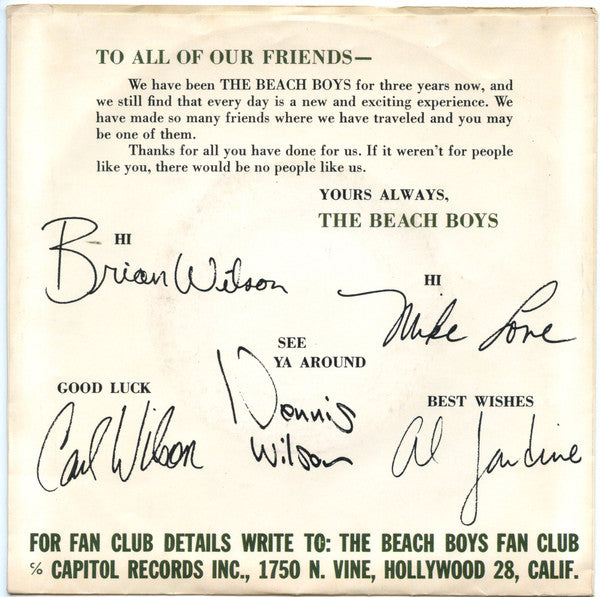 TO ALL OF OUR FRIENDS—
We have been THE BEACH BOYS for three years now, and
we still find that every day is a new and exciting experience. We
have made so many friends where we have traveled and you may
be one of them.
Thanks for all you have done for us. If it weren't for people
like you, there would be no people like us.
YOURS ALWAYS,
THE BEACH BOYS
HI
Brian Wilson
HI
Mike Love
SEE
YA AROUND
Dennis
Wilson
GOOD LUCK
Carl Wilson
BEST WISHES
Al Jardine
FOR FAN CLUB DETAILS WRITE TO: THE BEACH BOYS FAN CLUB
c/o CAPITOL RECORDS INC., 1750 N. VINE, HOLLYWOOD 28, CALIF.